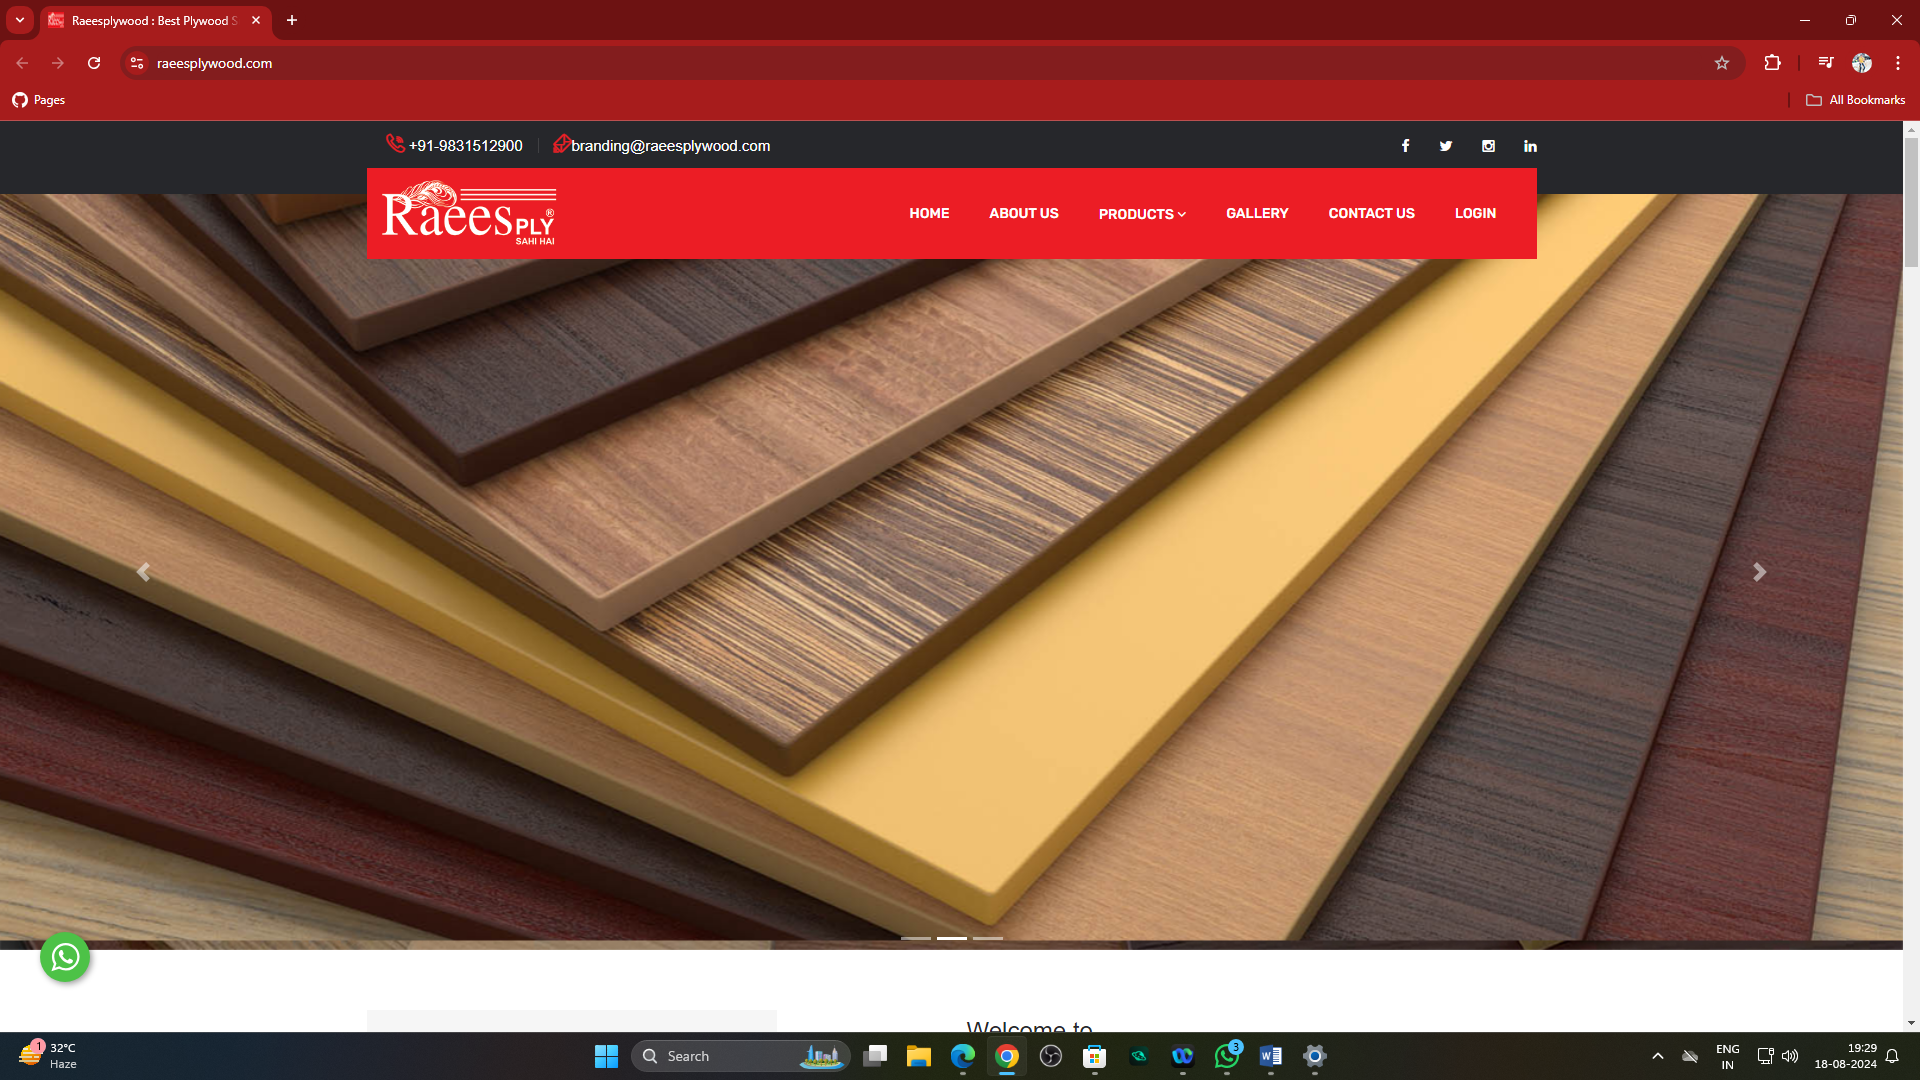 Raeesplywood : Best Plywood S
raeesplywood.com
Pages
All Bookmarks
+91-9831512900
branding@raeesplywood.com
Raees PLY®
SAHI HAI
HOME
ABOUT US
PRODUCTS
GALLERY
CONTACT US
LOGIN
Welcome to
1
32°C
Haze
Search
3
W
ENG
IN
19:29
18-08-2024